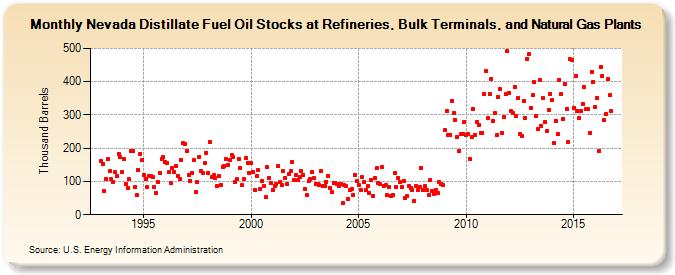 Monthly Nevada Distillate Fuel Oil Stocks at Refineries, Bulk Terminals, and Natural Gas Plants
Thousand Barrels
500
400
300
200
100
0
1995 2000 2005 2010 2015
Source: U.S. Energy Information Administration